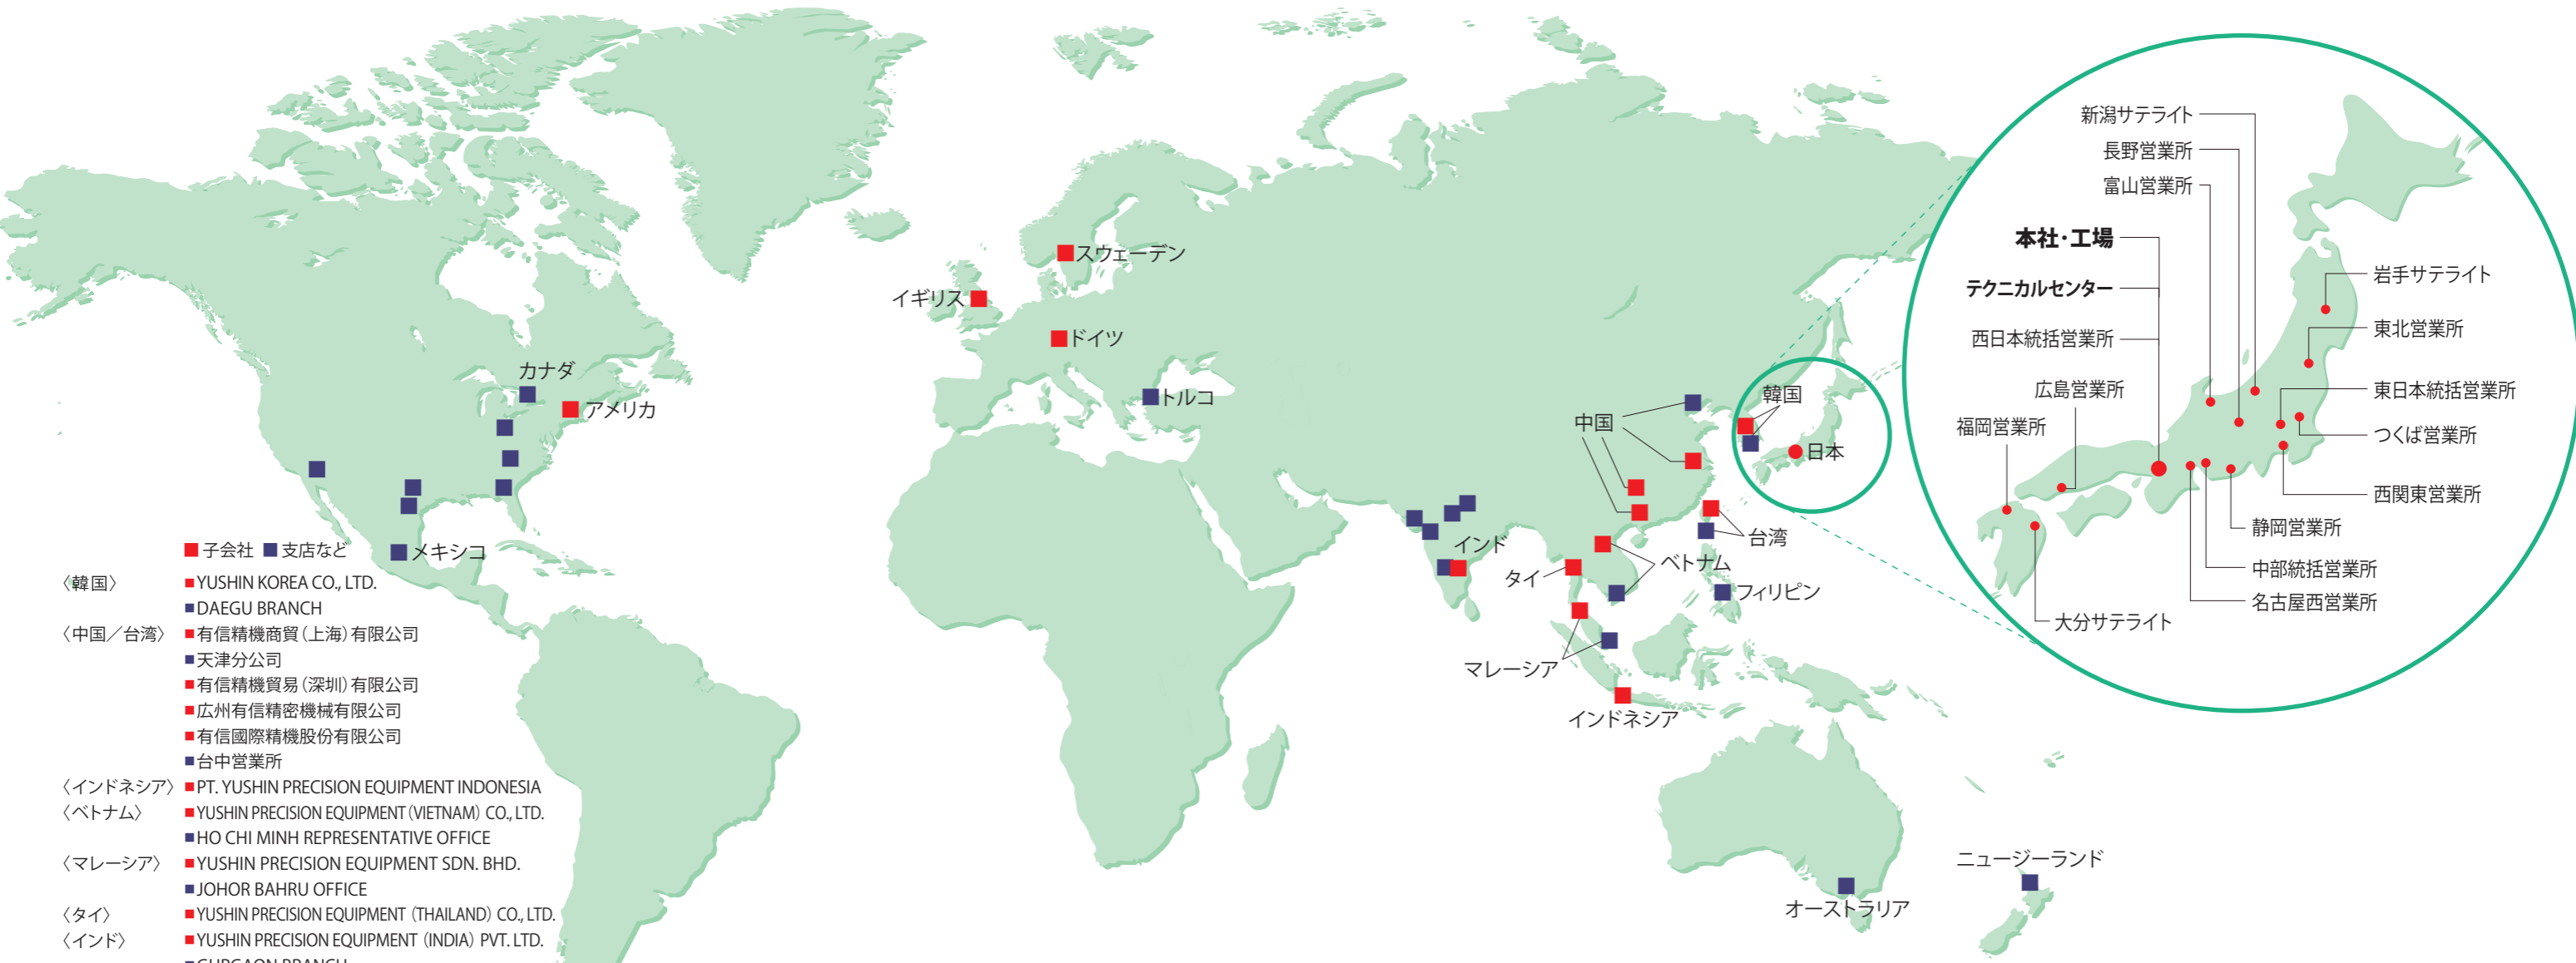 新潟サテライト
長野営業所
富山営業所
本社・工場
テクニカルセンター
西日本統括営業所
広島営業所
福岡営業所
岩手サテライト
東北営業所
東日本統括営業所
つくば営業所
西関東営業所
静岡営業所
中部統括営業所
名古屋西営業所
大分サテライト
スウェーデン
イギリス
ドイツ
トルコ
カナダ
アメリカ
メキシコ
中国
韓国
日本
台湾
インド
ベトナム
タイ
フィリピン
マレーシア
インドネシア
オーストラリア
ニュージーランド
■子会社 ■支店など
〈韓国〉 ■YUSHIN KOREA CO., LTD.
■DAEGU BRANCH
〈中国／台湾〉 ■有信精機商貿（上海）有限公司
■天津分公司
■有信精機貿易（深圳）有限公司
■広州有信精密機械有限公司
■有信國際精機股份有限公司
■台中営業所
〈インドネシア〉 ■PT. YUSHIN PRECISION EQUIPMENT INDONESIA
〈ベトナム〉 ■YUSHIN PRECISION EQUIPMENT（VIETNAM）CO., LTD.
■HO CHI MINH REPRESENTATIVE OFFICE
〈マレーシア〉 ■YUSHIN PRECISION EQUIPMENT SDN. BHD.
■JOHOR BAHRU OFFICE
〈タイ〉 ■YUSHIN PRECISION EQUIPMENT（THAILAND）CO., LTD.
〈インド〉 ■YUSHIN PRECISION EQUIPMENT（INDIA）PVT. LTD.
■GURGAON BRANCH